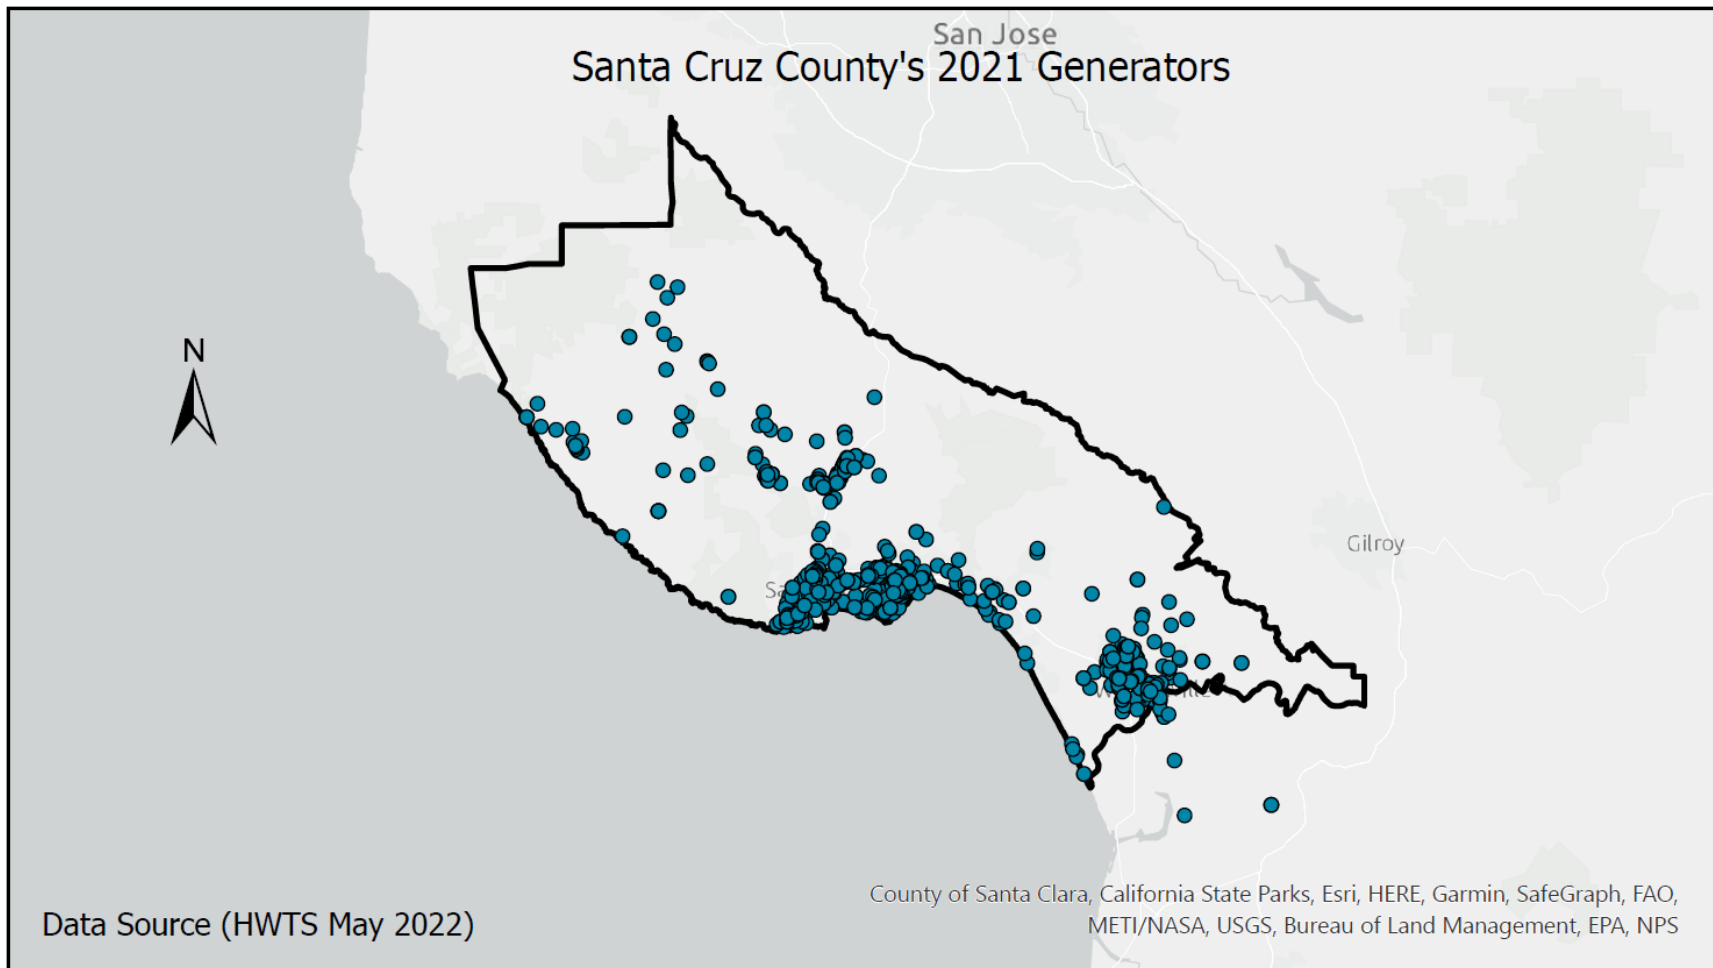 San Jose
Santa Cruz County's 2021 Generators
N
Gilroy
County of Santa Clara, California State Parks, Esri, HERE, Garmin, SafeGraph, FAO,
METI/NASA, USGS, Bureau of Land Management, EPA, NPS
Data Source (HWTS May 2022)